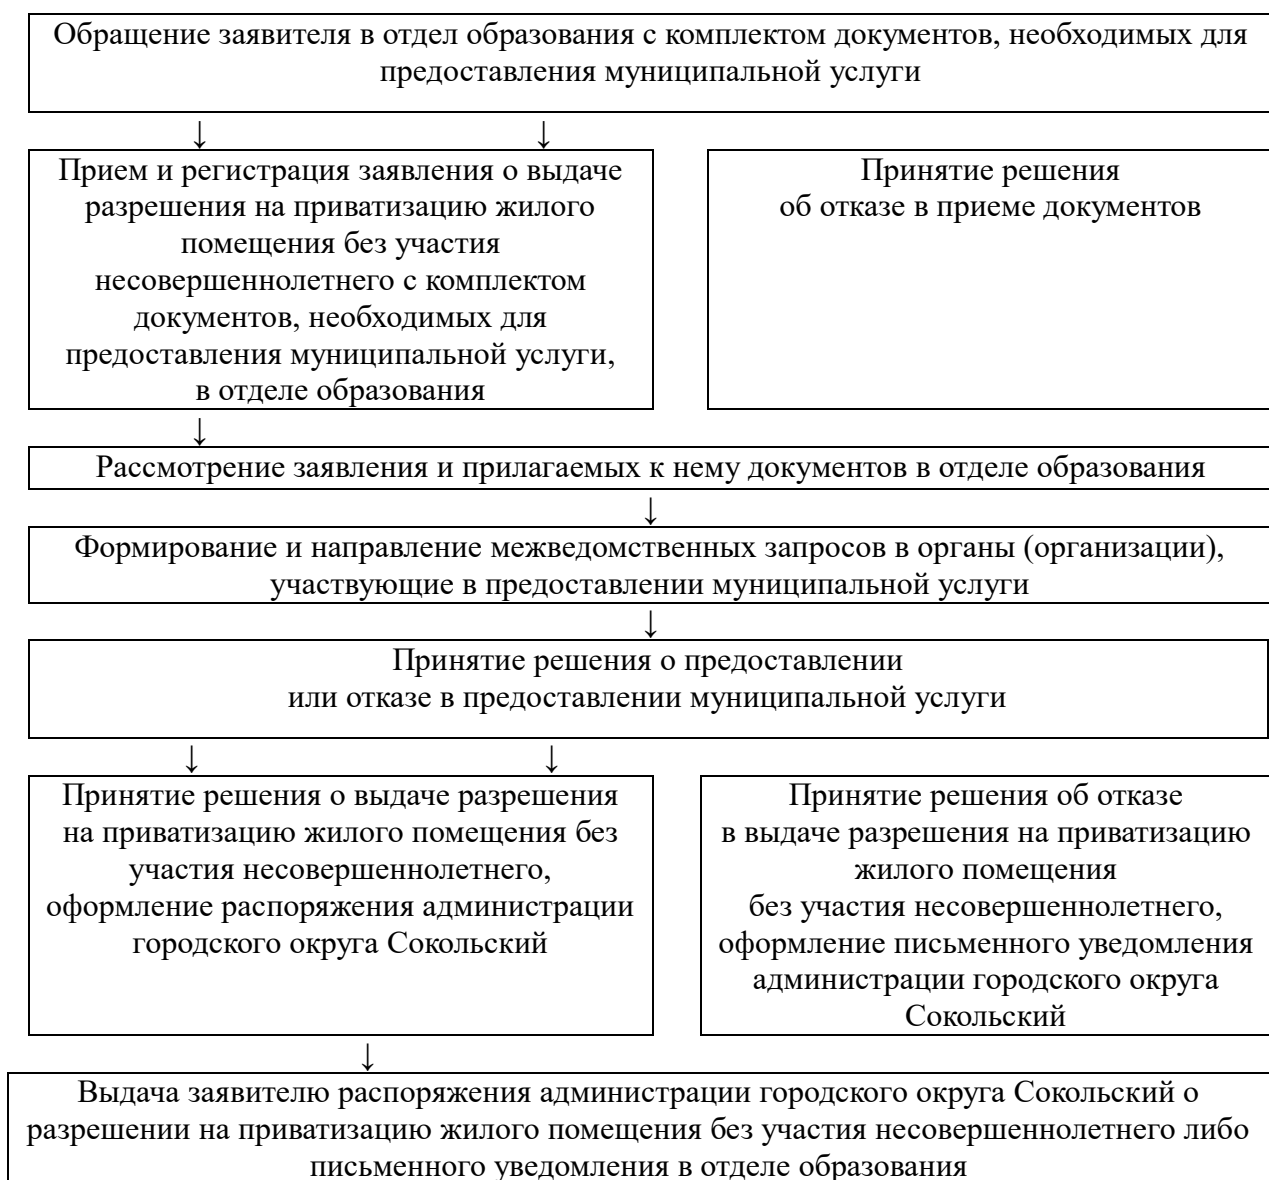 Обращение заявителя в отдел образования с комплектом документов, необходимых для
предоставления муниципальной услуги
↓ ↓
Прием и регистрация заявления о выдаче
разрешения на приватизацию жилого
помещения без участия
несовершеннолетнего с комплектом
документов, необходимых для
предоставления муниципальной услуги,
в отделе образования
Принятие решения
об отказе в приеме документов
↓
Рассмотрение заявления и прилагаемых к нему документов в отделе образования
↓
Формирование и направление межведомственных запросов в органы (организации),
участвующие в предоставлении муниципальной услуги
↓
Принятие решения о предоставлении
или отказе в предоставлении муниципальной услуги
↓ ↓
Принятие решения о выдаче разрешения
на приватизацию жилого помещения без
участия несовершеннолетнего,
оформление распоряжения администрации
городского округа Сокольский
Принятие решения об отказе
в выдаче разрешения на приватизацию
жилого помещения
без участия несовершеннолетнего,
оформление письменного уведомления
администрации городского округа
Сокольский
↓
Выдача заявителю распоряжения администрации городского округа Сокольский о
разрешении на приватизацию жилого помещения без участия несовершеннолетнего либо
письменного уведомления в отделе образования